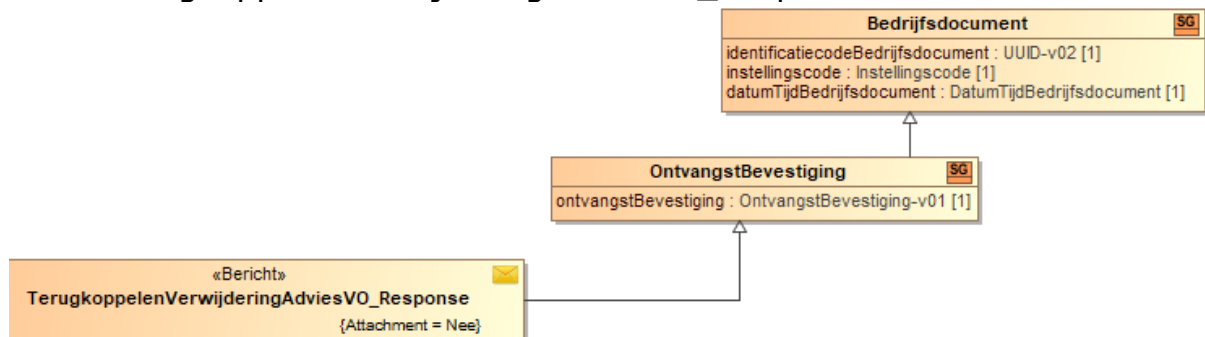 Bedrijfsdocument SG
identificatiecodeBedrijfsdocument : UUID-v02 [1]
instellingscode : Instellingscode [1]
datumTijdBedrijfsdocument : DatumTijdBedrijfsdocument [1]
OntvangstBevestiging SG
ontvangstBevestiging : OntvangstBevestiging-v01 [1]
«Bericht»
TerugkoppelenVerwijderingAdviesVO_Response
{Attachment = Nee}